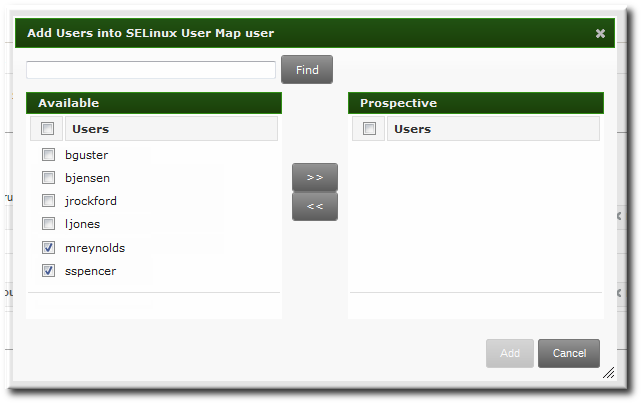 Add Users into SELinux User Map user
Find
Available
Prospective
Users
Users
bguster
bjensen
jrockford
ljones
mreynolds
sspencer
>>
<<
Add
Cancel